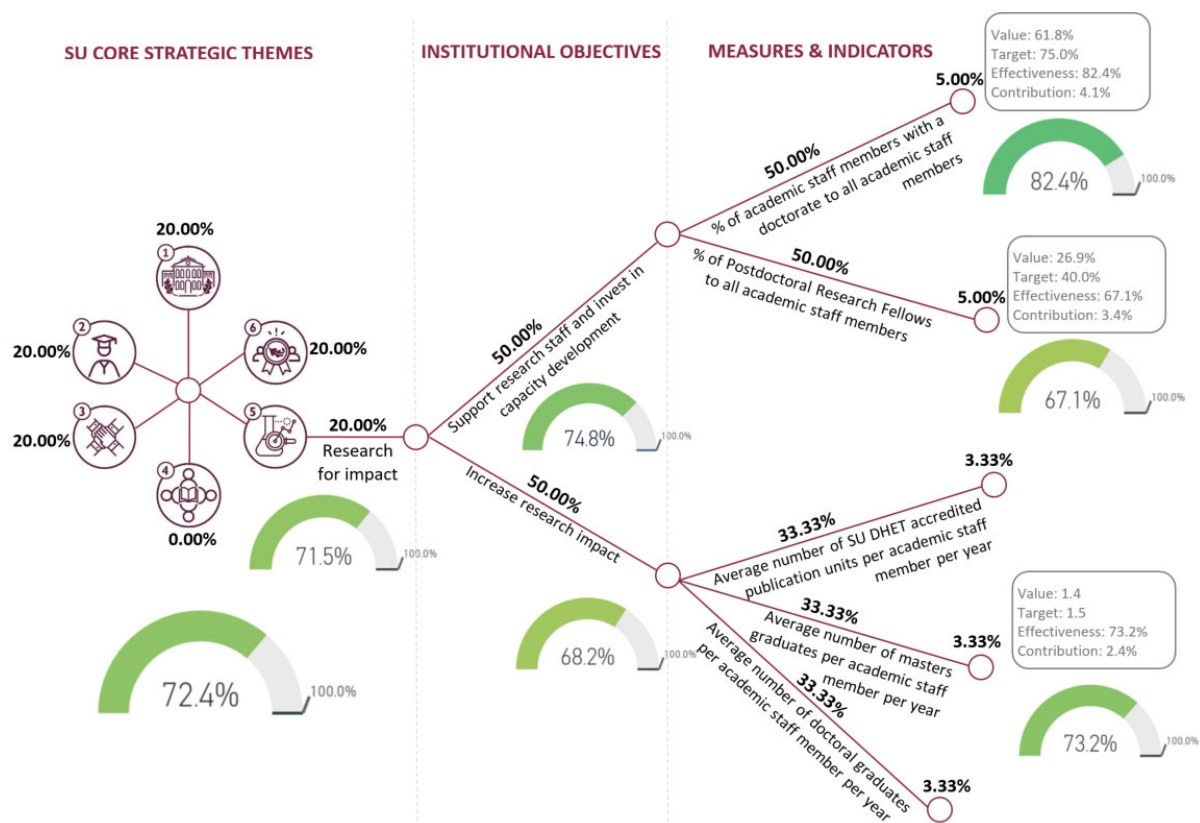 SU CORE STRATEGIC THEMES
INSTITUTIONAL OBJECTIVES
MEASURES & INDICATORS
20.00%
1
2
20.00%
6
20.00%
3
20.00%
5
4
0.00%
20.00%
Research
for impact
71.5%
100.0%
72.4%
100.0%
50.00%
Support research staff and invest in
capacity development
74.8%
100.0%
50.00%
Increase research impact
68.2%
100.0%
5.00%
50.00%
% of academic staff members with a
doctorate to all academic staff
members
Value: 61.8%
Target: 75.0%
Effectiveness: 82.4%
Contribution: 4.1%
82.4%
100.0%
50.00%
% of Postdoctoral Research Fellows
to all academic staff members
5.00%
Value: 26.9%
Target: 40.0%
Effectiveness: 67.1%
Contribution: 3.4%
67.1%
100.0%
3.33%
33.33%
Average number of SU DHET accredited
publication units per academic staff
member per year
33.33%
Average number of masters
graduates per academic staff
member per year
3.33%
Value: 1.4
Target: 1.5
Effectiveness: 73.2%
Contribution: 2.4%
73.2%
100.0%
33.33%
Average number of doctoral graduates
per academic staff member per year
3.33%